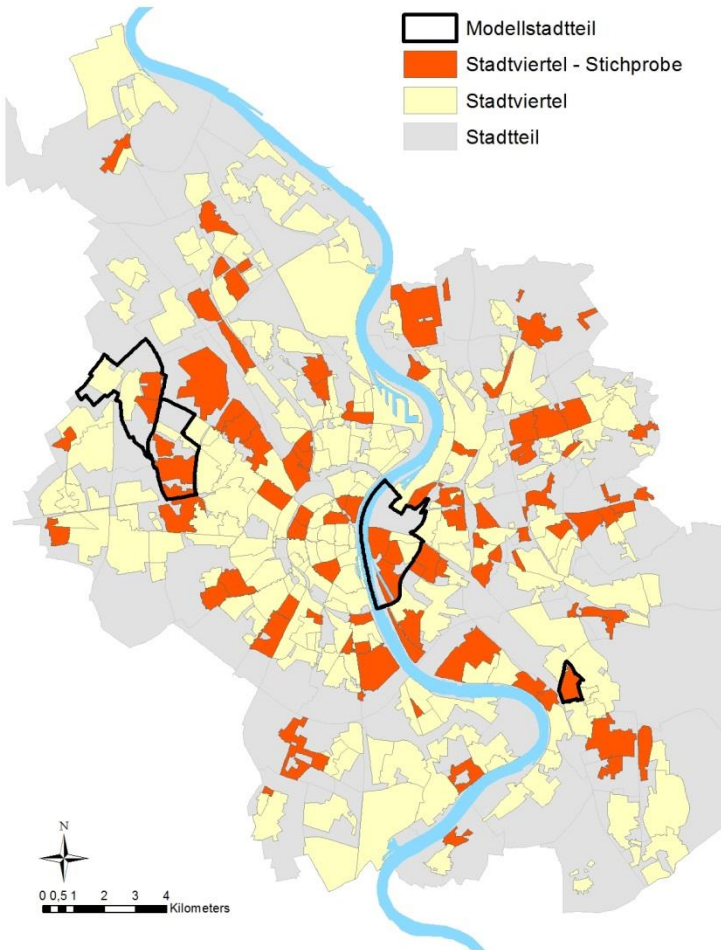 Modellstadtteil
Stadtviertel - Stichprobe
Stadtviertel
Stadtteil
N
0 0,5 1 2 3 4
Kilometers